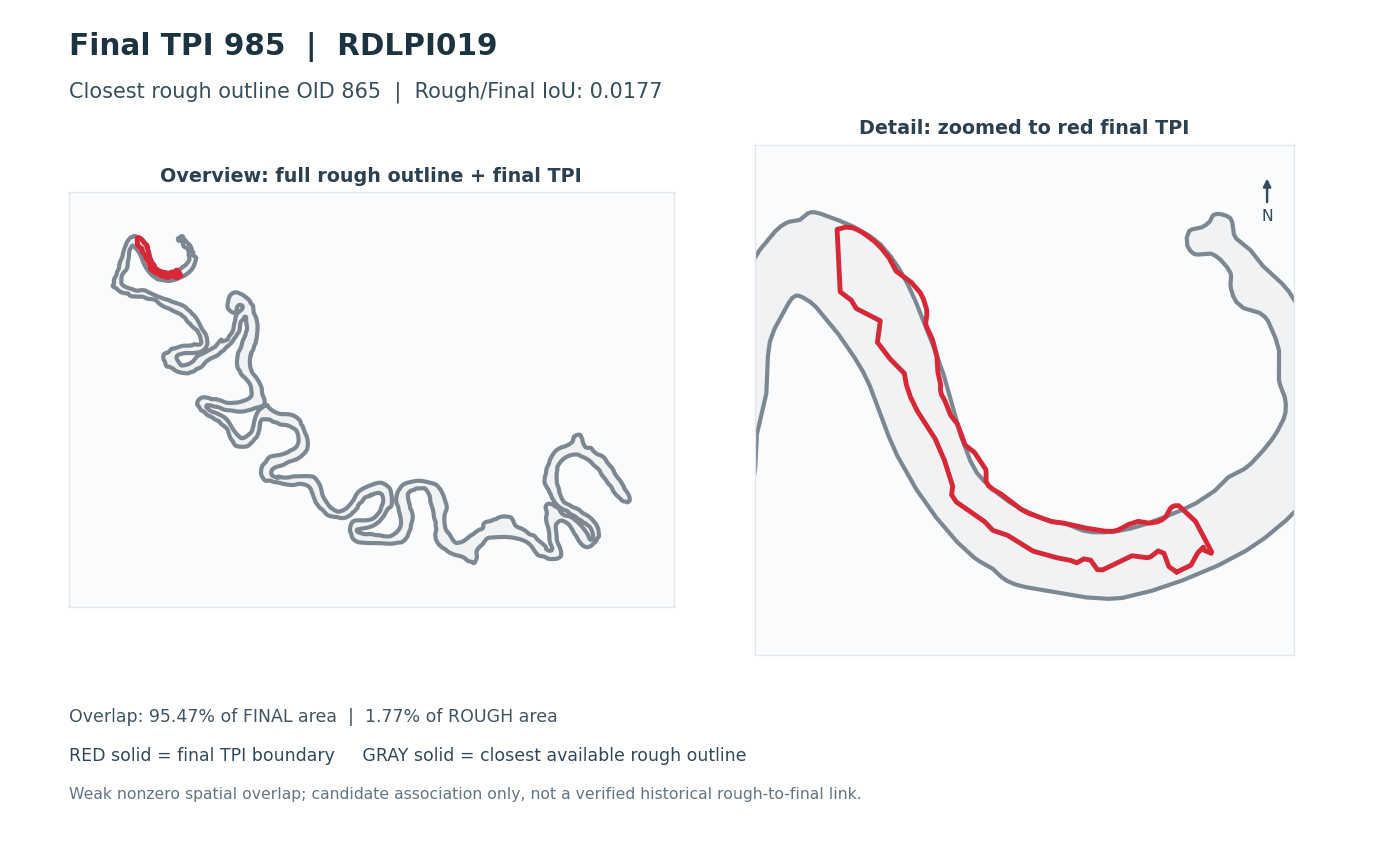 Final TPI 985 | RDLPI019
Closest rough outline OID 865 | Rough/Final IoU: 0.0177
Overview: full rough outline + final TPI
Detail: zoomed to red final TPI
N
Overlap: 95.47% of FINAL area | 1.77% of ROUGH area
RED solid = final TPI boundary GRAY solid = closest available rough outline
Weak nonzero spatial overlap; candidate association only, not a verified historical rough-to-final link.